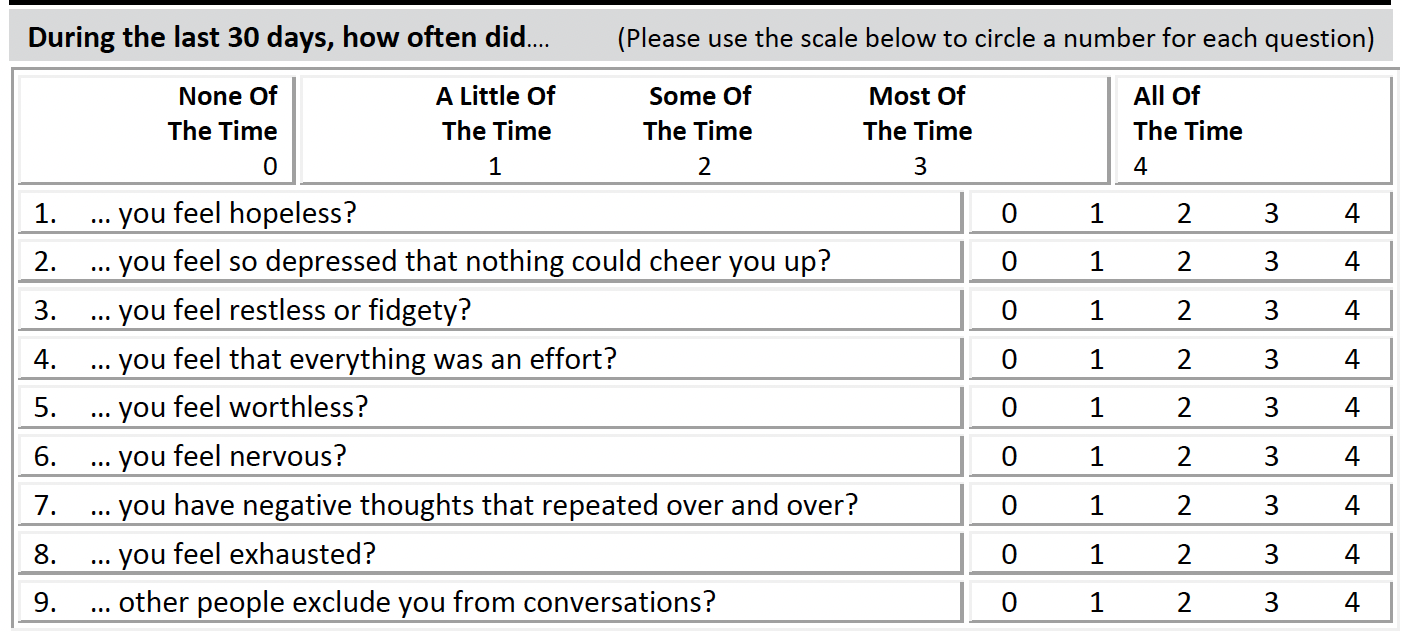 During the last 30 days, how often did.... (Please use the scale below to circle a number for each question)
None Of A Little Of Some Of Most Of All Of
The Time The Time The Time The Time The Time
0 1 2 3 4
1. ... you feel hopeless? 0 1 2 3 4
2. ... you feel so depressed that nothing could cheer you up? 0 1 2 3 4
3. ... you feel restless or fidgety? 0 1 2 3 4
4. ... you feel that everything was an effort? 0 1 2 3 4
5. ... you feel worthless? 0 1 2 3 4
6. ... you feel nervous? 0 1 2 3 4
7. ... you have negative thoughts that repeated over and over? 0 1 2 3 4
8. ... you feel exhausted? 0 1 2 3 4
9. ... other people exclude you from conversations? 0 1 2 3 4